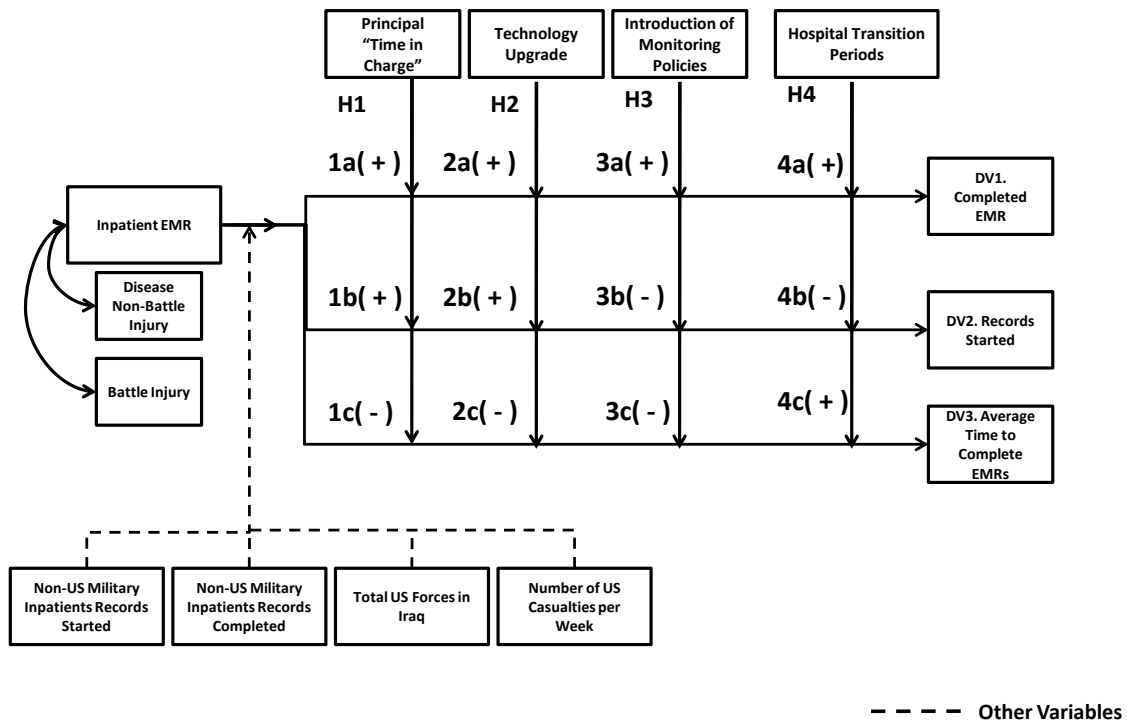 Principal
“Time in
Charge”
Technology
Upgrade
Introduction of
Monitoring
Policies
Hospital Transition
Periods
H1
H2
H3
H4
1a( + )
2a( + )
3a( + )
4a( +)
DV1.
Completed
EMR
Inpatient EMR
Disease
Non-Battle
Injury
1b( + )
2b( + )
3b( - )
4b( - )
DV2. Records
Started
Battle Injury
1c( - )
2c( - )
3c( - )
4c( + )
DV3. Average
Time to
Complete
EMRs
Non-US Military
Inpatients Records
Started
Non-US Military
Inpatients Records
Completed
Total US Forces in
Iraq
Number of US
Casualties per
Week
Other Variables